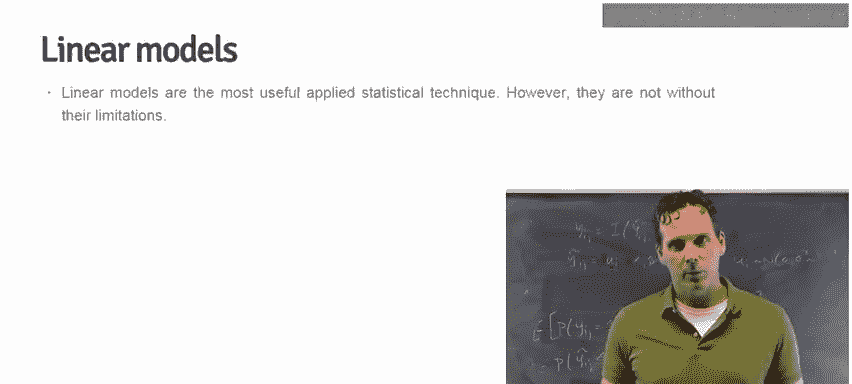 Linear models
· Linear models are the most useful applied statistical technique. However, they are not without
their limitations.